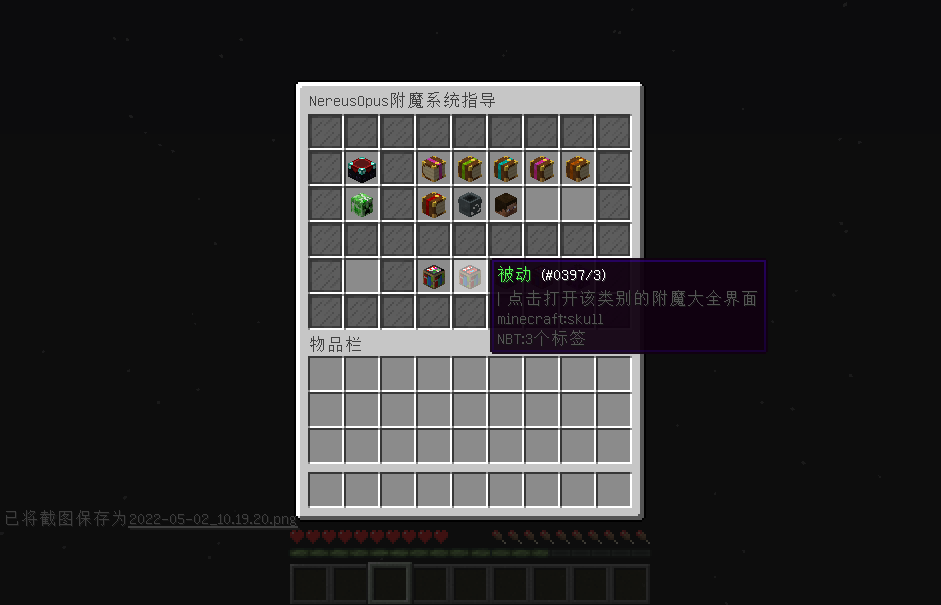 NereusOpus附魔系统指导
被动 (#0397/3)
| 点击打开该类别的附魔大全界面
minecraft:skull
NBT:3个标签
物品栏
已将截图保存为2022-05-02_10.19.20.png